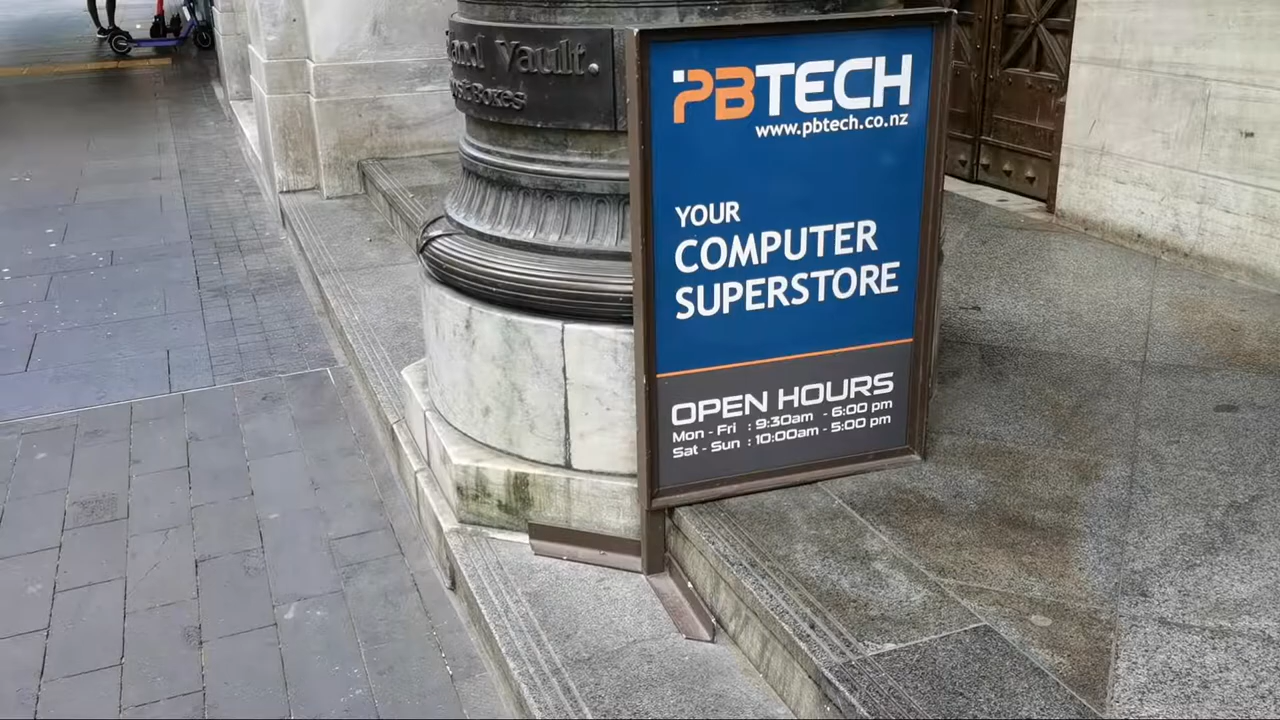 and Vault.
PBTECH
www.pbtech.co.nz
YOUR
COMPUTER
SUPERSTORE
OPEN HOURS
Mon - Fri : 9:30am - 6:00 pm
Sat - Sun : 10:00am - 5:00 pm